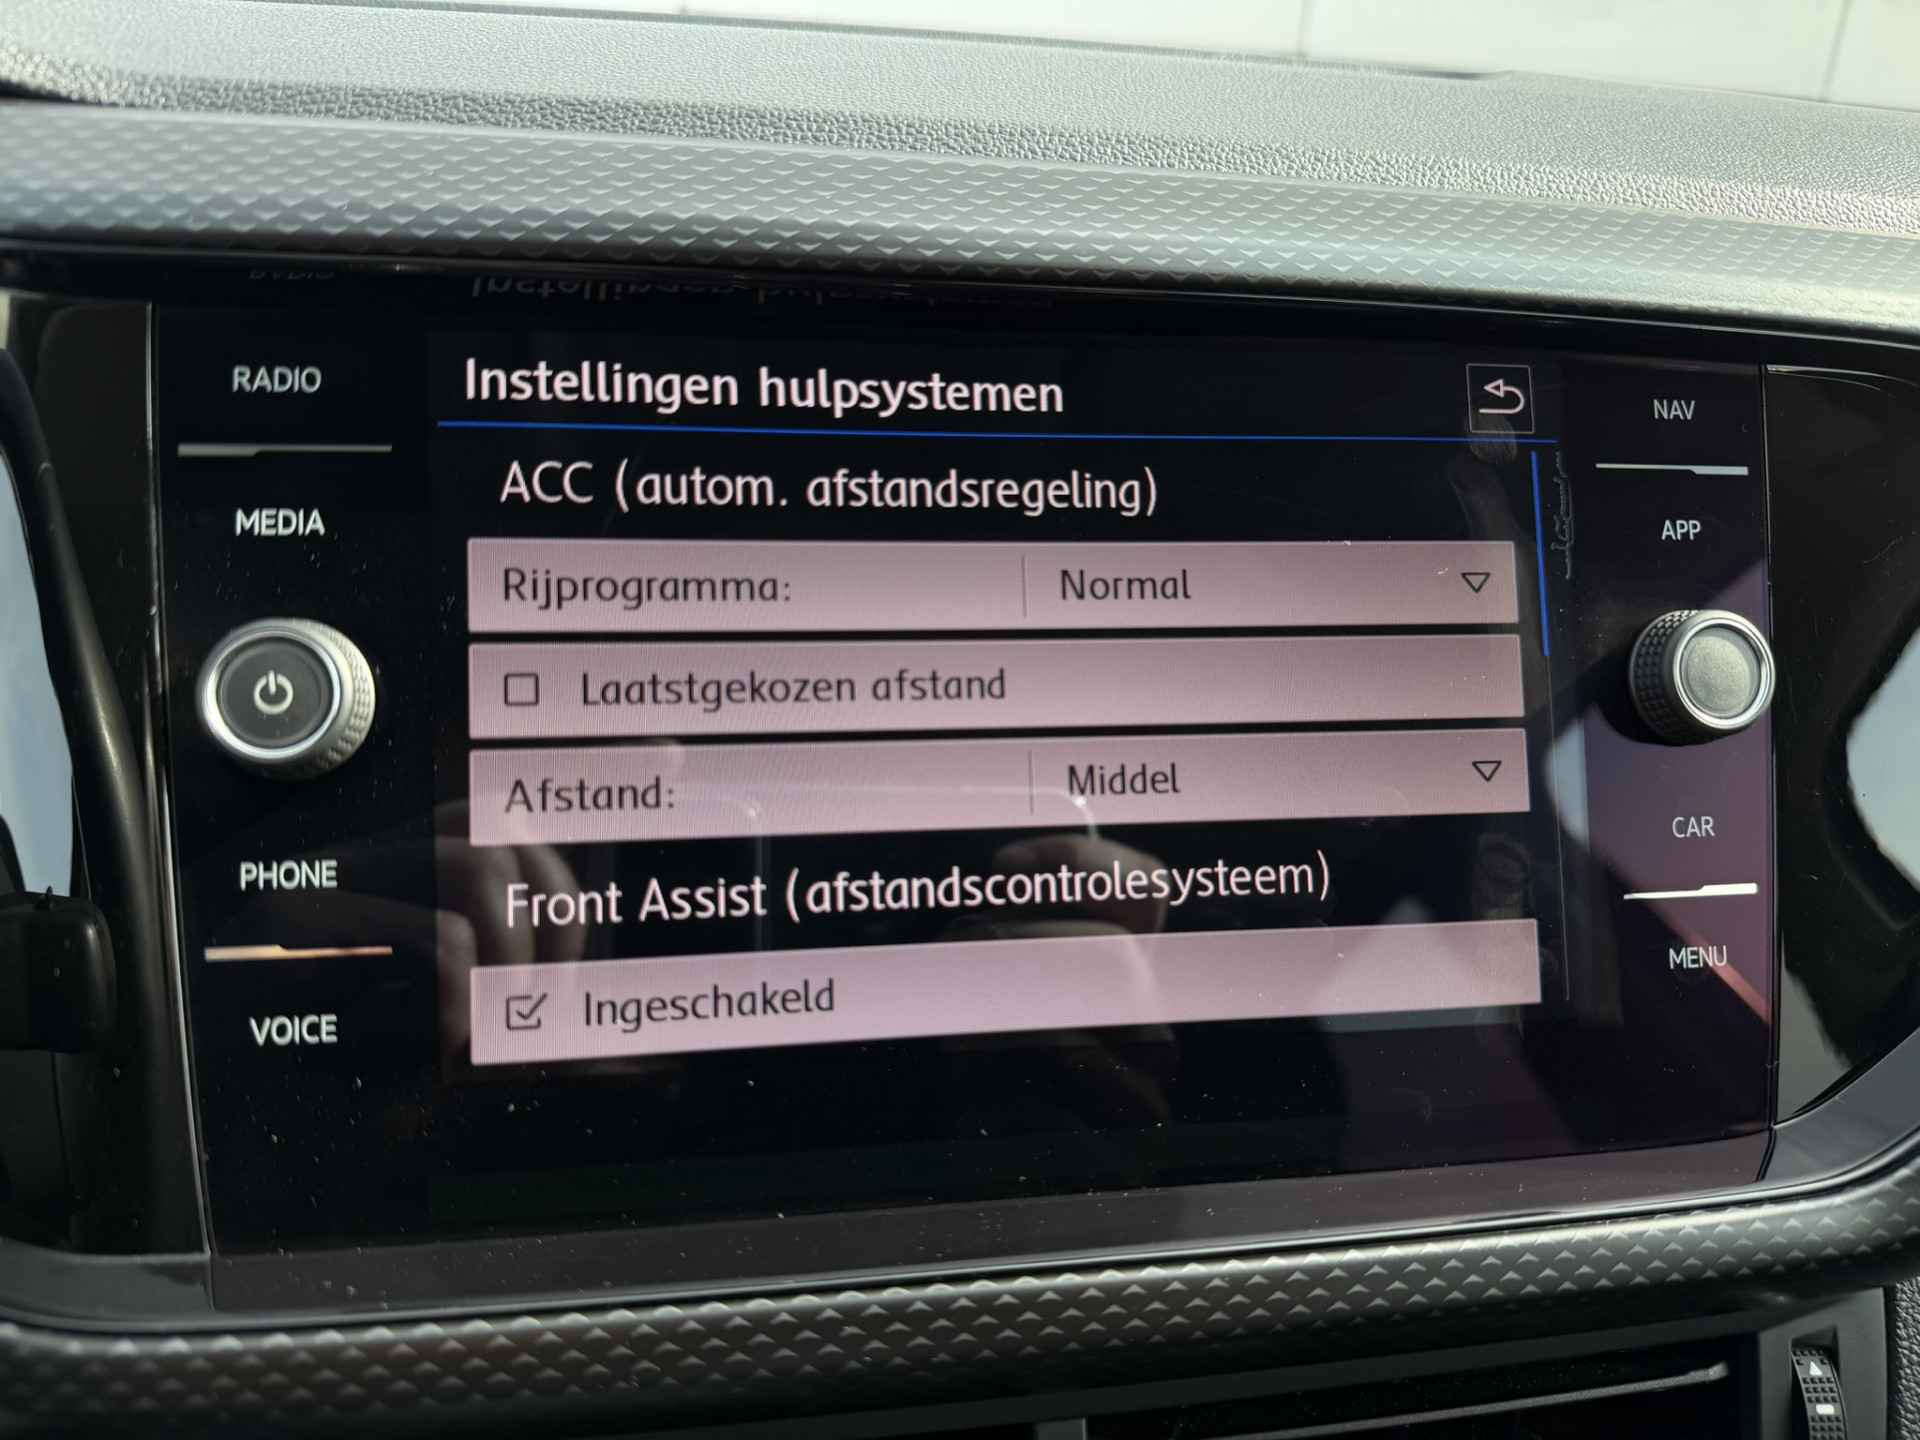 RADIO
MEDIA
PHONE
VOICE
Instellingen hulpsystemen
ACC (autom. afstandsregeling)
Rijprogramma: Normal
Laatstgekozen afstand
Afstand: Middel
Front Assist (afstandscontrolesysteem)
Ingeschakeld
NAV
APP
CAR
MENU